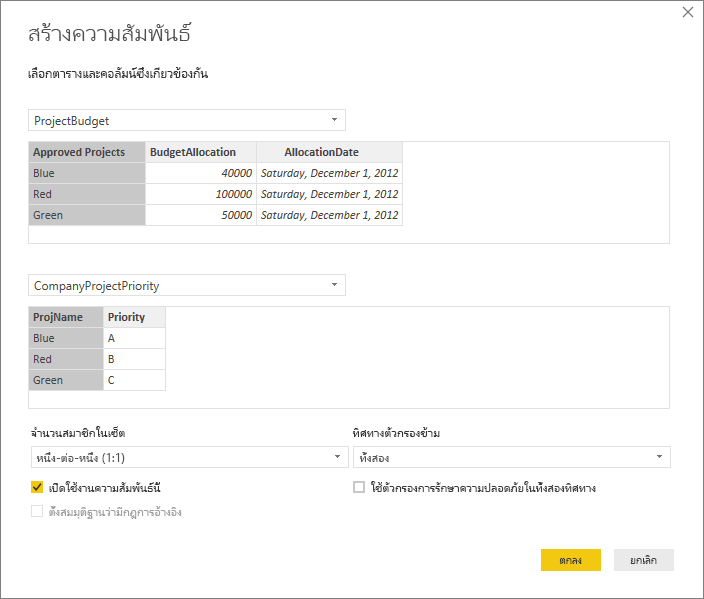 สร้างความสัมพันธ์
เลือกตารางและคอลัมน์ซึ่งเกี่ยวข้องกัน
ProjectBudget
Approved Projects BudgetAllocation AllocationDate
Blue 40000 Saturday, December 1, 2012
Red 100000 Saturday, December 1, 2012
Green 50000 Saturday, December 1, 2012
CompanyProjectPriority
ProjName Priority
Blue A
Red B
Green C
จำนวนสมาชิกในเซ็ต ทิศทางตัวกรองข้าม
หนึ่ง-ต่อ-หนึ่ง (1:1) ทั้งสอง
เปิดใช้งานความสัมพันธ์นี้ ใช้ตัวกรองการรักษาความปลอดภัยในทั้งสองทิศทาง
ตั้งสมมุติฐานว่ามีกฎการอ้างอิง
ตกลง ยกเลิก